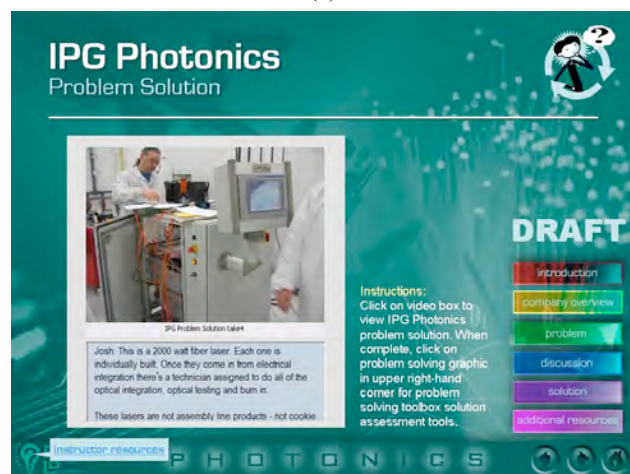 IPG Photonics
Problem Solution
?
IPG Problem Solution take4
Josh: This is a 2000 watt fiber laser. Each one is
individually built. Once they come in from electrical
integration there's a technician assigned to do all of the
optical integration, optical testing and burn in.
These lasers are not assembly line products - not cookie
Instructions:
Click on video box to
view IPG Photonics
problem solution. When
complete, click on
problem solving graphic
in upper right-hand
corner for problem
solving toolbox solution
assessment tools.
DRAFT
introduction
company overview
problem
discussion
solution
additional resources
instructor resources
PHOTONICS